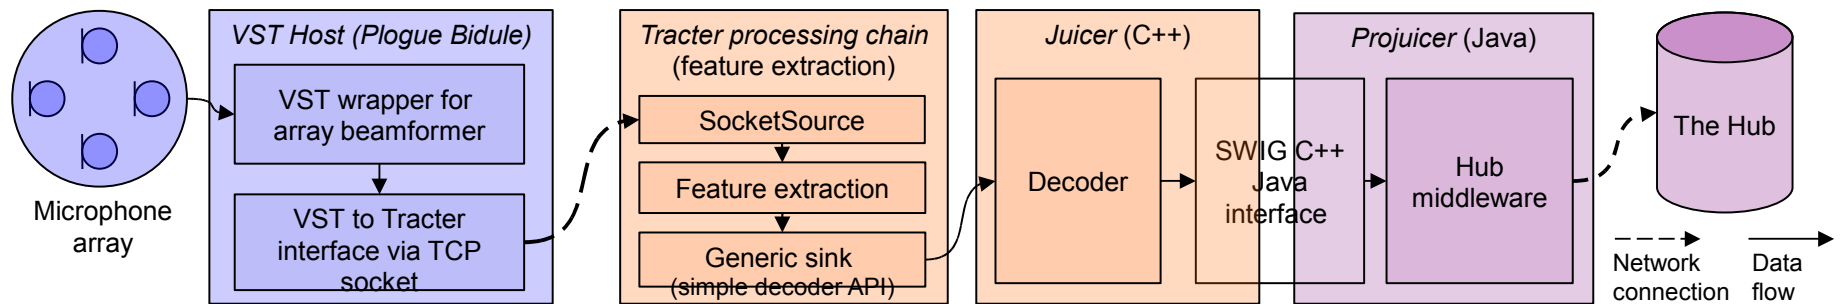 Microphone
array
VST Host (Plogue Bidule)
VST wrapper for
array beamformer
VST to Tracter
interface via TCP
socket
Tracter processing chain
(feature extraction)
SocketSource
Feature extraction
Generic sink
(simple decoder API)
Juicer (C++)
Decoder
SWIG C++
Java
interface
Projuicer (Java)
Hub
middleware
The Hub
Network
connection
Data
flow